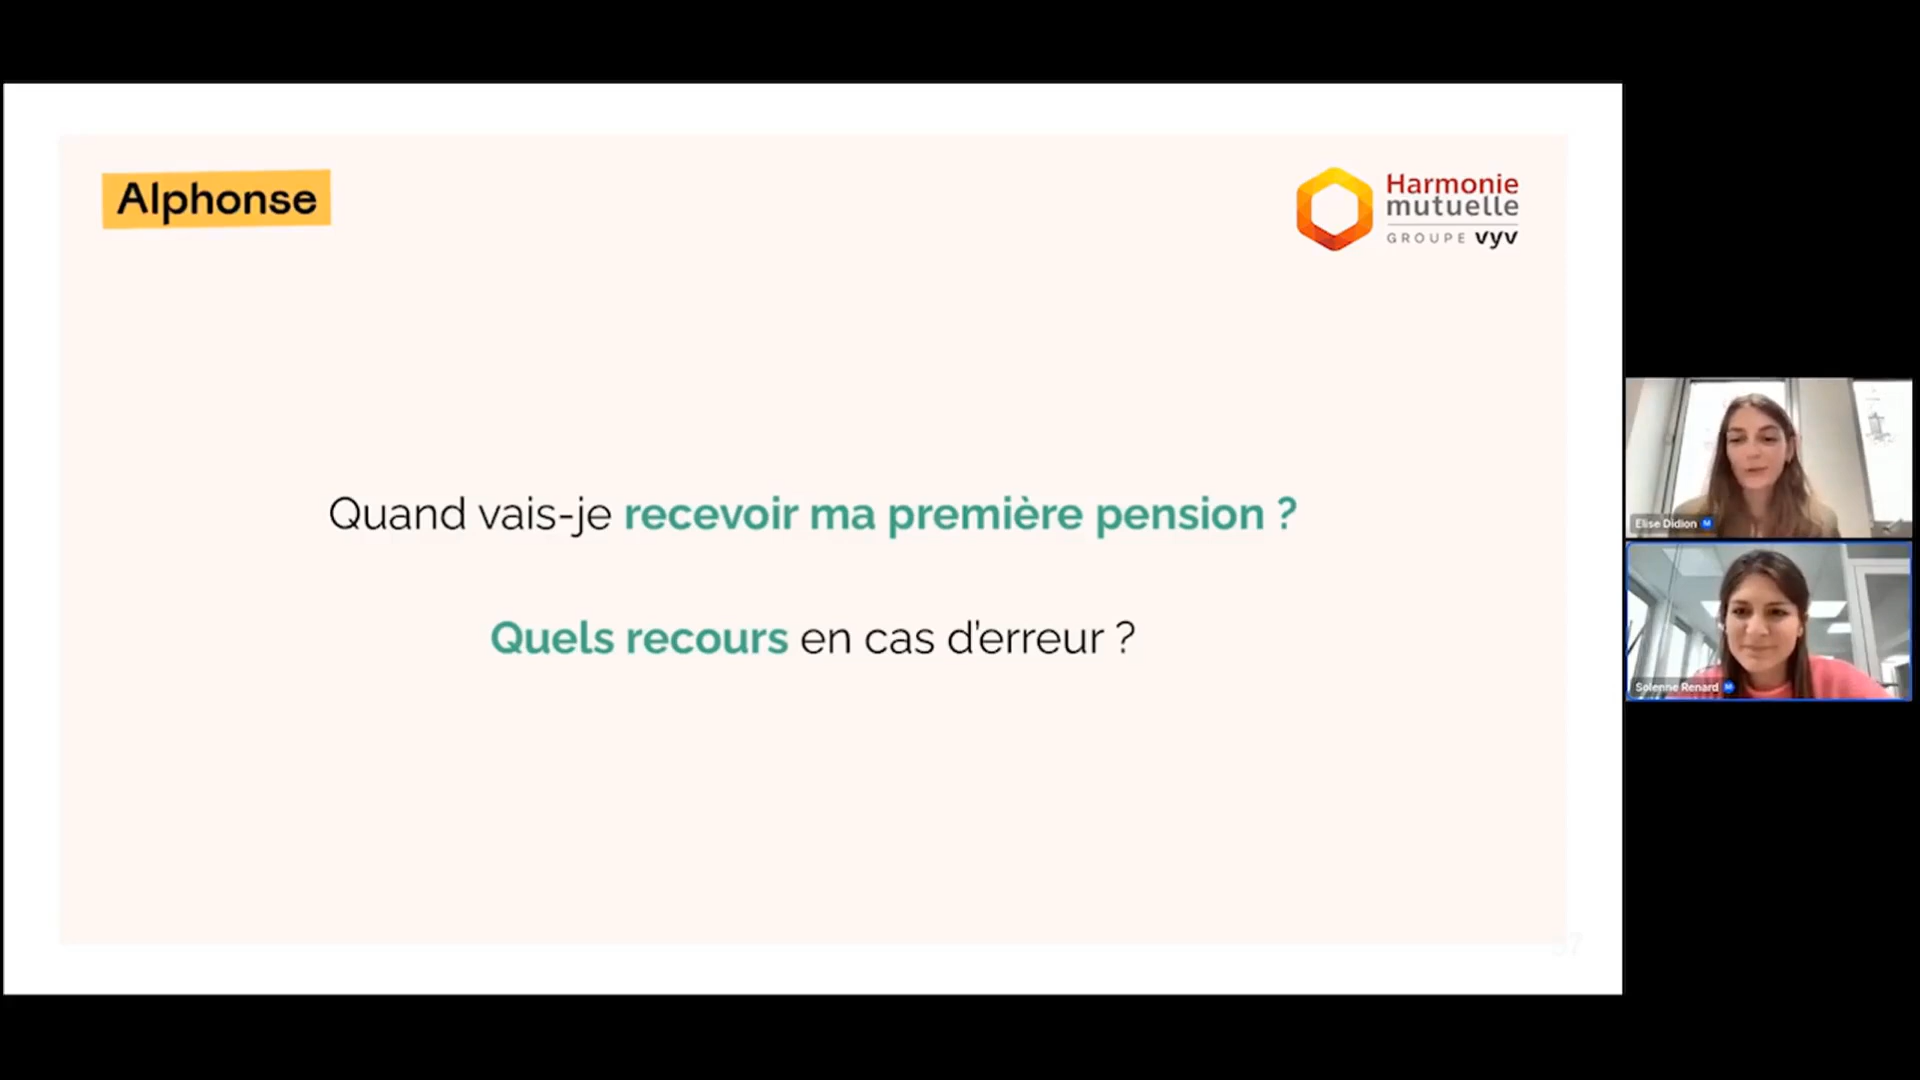 Alphonse
Harmonie
mutuelle
GROUPE vyv
Quand vais-je recevoir ma première pension ?
Quels recours en cas d'erreur ?
Elise Didion
Solenne Renard
57